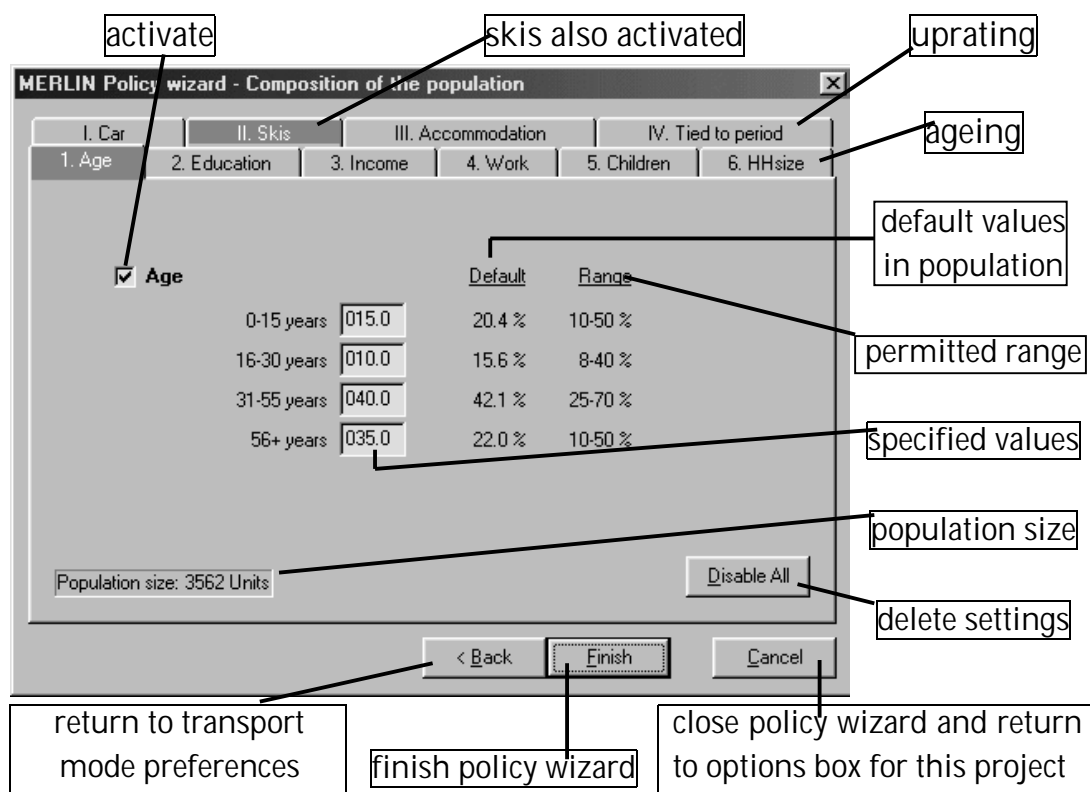 activate
skis also activated
uprating
MERLIN Policy wizard - Composition of the population
I. Car
II. Skis
III. Accommodation
IV. Tied to period
ageing
1. Age
2. Education
3. Income
4. Work
5. Children
6. HHsize
default values
in population
Age
Default
Range
0-15 years 015.0 20.4 % 10-50 %
permitted range
16-30 years 010.0 15.6 % 8-40 %
31-55 years 040.0 42.1 % 25-70 %
56+ years 035.0 22.0 % 10-50 %
specified values
population size
Population size: 3562 Units
Disable All
delete settings
< Back
Finish
Cancel
return to transport
mode preferences
finish policy wizard
close policy wizard and return
to options box for this project